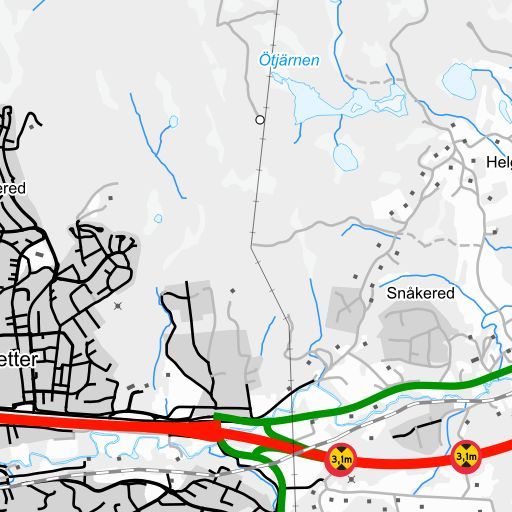 Ötjärnen
Helg
ered
Snåkered
etter
3,1m
3,1m